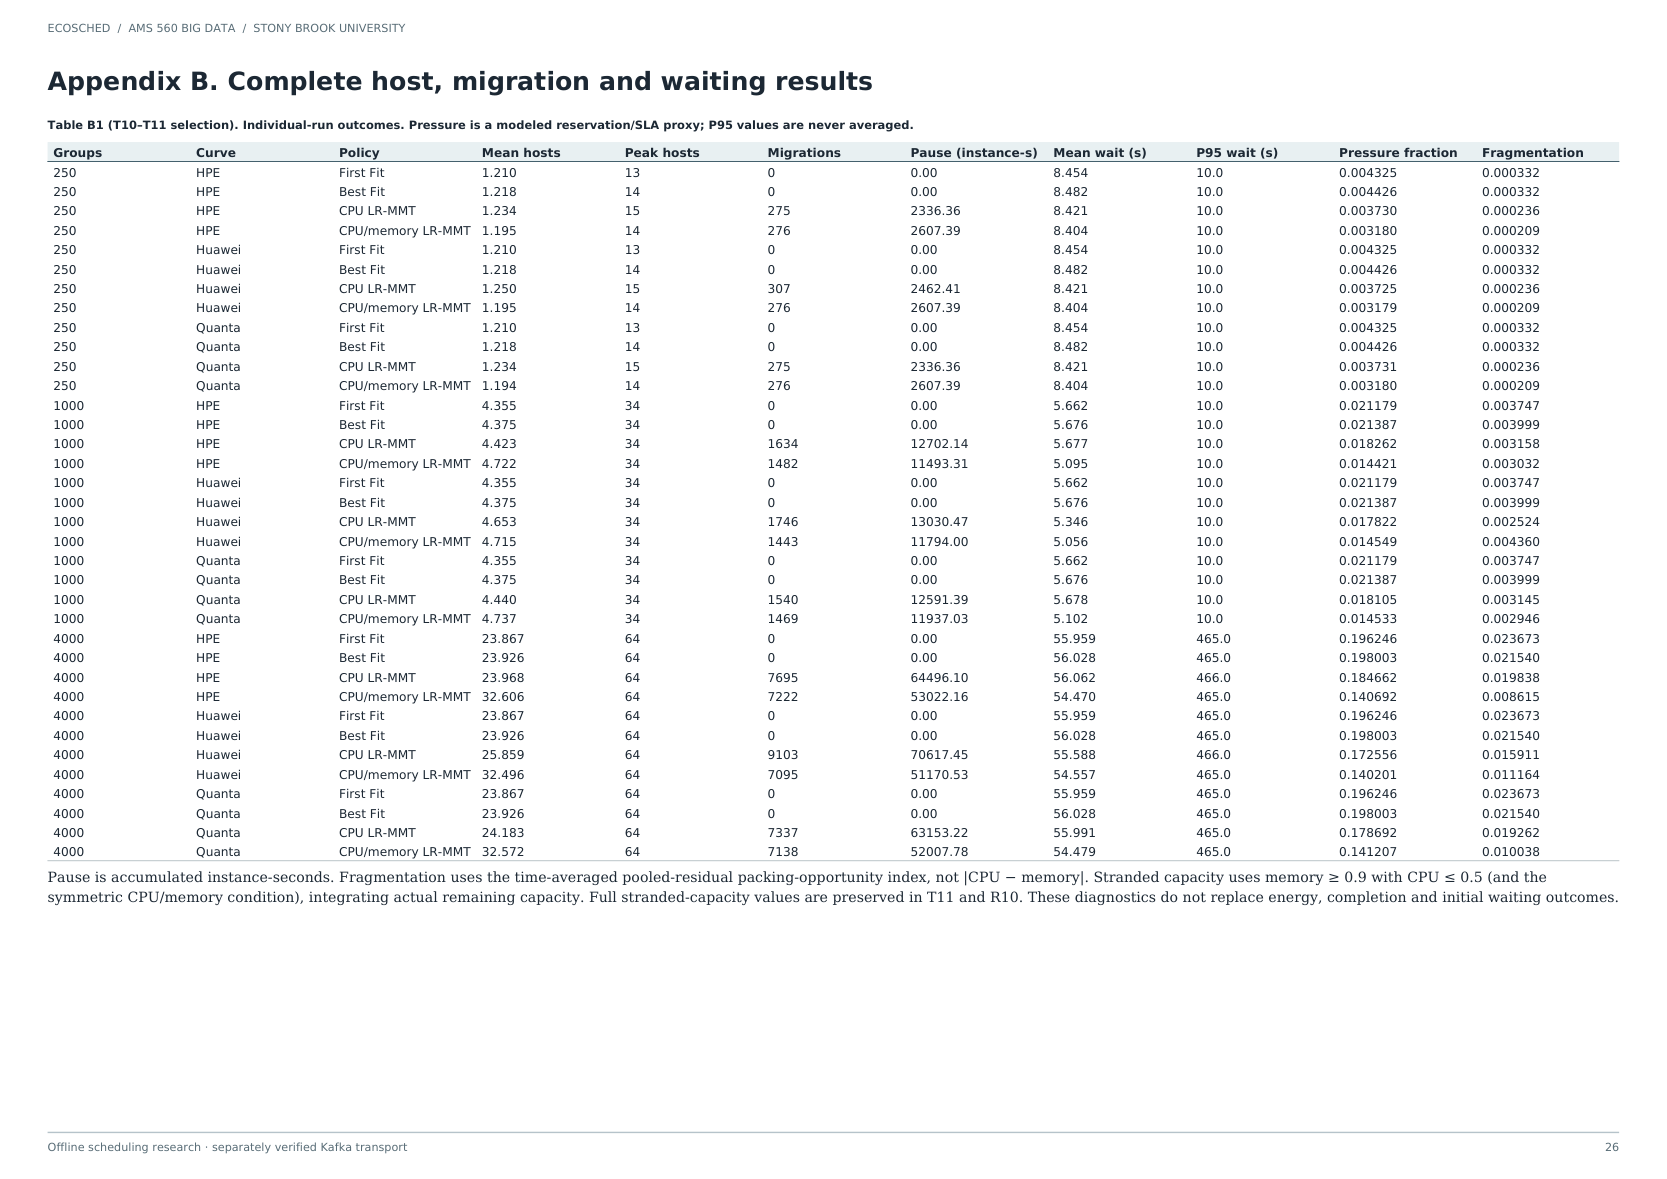 ECOSCHED / AMS 560 BIG DATA / STONY BROOK UNIVERSITY
Appendix B. Complete host, migration and waiting results
Table B1 (T10–T11 selection). Individual-run outcomes. Pressure is a modeled reservation/SLA proxy; P95 values are never averaged.
Groups Curve Policy Mean hosts Peak hosts Migrations Pause (instance-s) Mean wait (s) P95 wait (s) Pressure fraction Fragmentation
250 HPE First Fit 1.210 13 0 0.00 8.454 10.0 0.004325 0.000332
250 HPE Best Fit 1.218 14 0 0.00 8.482 10.0 0.004426 0.000332
250 HPE CPU LR-MMT 1.234 15 275 2336.36 8.421 10.0 0.003730 0.000236
250 HPE CPU/memory LR-MMT 1.195 14 276 2607.39 8.404 10.0 0.003180 0.000209
250 Huawei First Fit 1.210 13 0 0.00 8.454 10.0 0.004325 0.000332
250 Huawei Best Fit 1.218 14 0 0.00 8.482 10.0 0.004426 0.000332
250 Huawei CPU LR-MMT 1.250 15 307 2462.41 8.421 10.0 0.003725 0.000236
250 Huawei CPU/memory LR-MMT 1.195 14 276 2607.39 8.404 10.0 0.003179 0.000209
250 Quanta First Fit 1.210 13 0 0.00 8.454 10.0 0.004325 0.000332
250 Quanta Best Fit 1.218 14 0 0.00 8.482 10.0 0.004426 0.000332
250 Quanta CPU LR-MMT 1.234 15 275 2336.36 8.421 10.0 0.003731 0.000236
250 Quanta CPU/memory LR-MMT 1.194 14 276 2607.39 8.404 10.0 0.003180 0.000209
1000 HPE First Fit 4.355 34 0 0.00 5.662 10.0 0.021179 0.003747
1000 HPE Best Fit 4.375 34 0 0.00 5.676 10.0 0.021387 0.003999
1000 HPE CPU LR-MMT 4.423 34 1634 12702.14 5.677 10.0 0.018262 0.003158
1000 HPE CPU/memory LR-MMT 4.722 34 1482 11493.31 5.095 10.0 0.014421 0.003032
1000 Huawei First Fit 4.355 34 0 0.00 5.662 10.0 0.021179 0.003747
1000 Huawei Best Fit 4.375 34 0 0.00 5.676 10.0 0.021387 0.003999
1000 Huawei CPU LR-MMT 4.653 34 1746 13030.47 5.346 10.0 0.017822 0.002524
1000 Huawei CPU/memory LR-MMT 4.715 34 1443 11794.00 5.056 10.0 0.014549 0.004360
1000 Quanta First Fit 4.355 34 0 0.00 5.662 10.0 0.021179 0.003747
1000 Quanta Best Fit 4.375 34 0 0.00 5.676 10.0 0.021387 0.003999
1000 Quanta CPU LR-MMT 4.440 34 1540 12591.39 5.678 10.0 0.018105 0.003145
1000 Quanta CPU/memory LR-MMT 4.737 34 1469 11937.03 5.102 10.0 0.014533 0.002946
4000 HPE First Fit 23.867 64 0 0.00 55.959 465.0 0.196246 0.023673
4000 HPE Best Fit 23.926 64 0 0.00 56.028 465.0 0.198003 0.021540
4000 HPE CPU LR-MMT 23.968 64 7695 64496.10 56.062 466.0 0.184662 0.019838
4000 HPE CPU/memory LR-MMT 32.606 64 7222 53022.16 54.470 465.0 0.140692 0.008615
4000 Huawei First Fit 23.867 64 0 0.00 55.959 465.0 0.196246 0.023673
4000 Huawei Best Fit 23.926 64 0 0.00 56.028 465.0 0.198003 0.021540
4000 Huawei CPU LR-MMT 25.859 64 9103 70617.45 55.588 466.0 0.172556 0.015911
4000 Huawei CPU/memory LR-MMT 32.496 64 7095 51170.53 54.557 465.0 0.140201 0.011164
4000 Quanta First Fit 23.867 64 0 0.00 55.959 465.0 0.196246 0.023673
4000 Quanta Best Fit 23.926 64 0 0.00 56.028 465.0 0.198003 0.021540
4000 Quanta CPU LR-MMT 24.183 64 7337 63153.22 55.991 465.0 0.178692 0.019262
4000 Quanta CPU/memory LR-MMT 32.572 64 7138 52007.78 54.479 465.0 0.141207 0.010038
Pause is accumulated instance-seconds. Fragmentation uses the time-averaged pooled-residual packing-opportunity index, not |CPU − memory|. Stranded capacity uses memory ≥ 0.9 with CPU ≤ 0.5 (and the
symmetric CPU/memory condition), integrating actual remaining capacity. Full stranded-capacity values are preserved in T11 and R10. These diagnostics do not replace energy, completion and initial waiting outcomes.
Offline scheduling research · separately verified Kafka transport
26